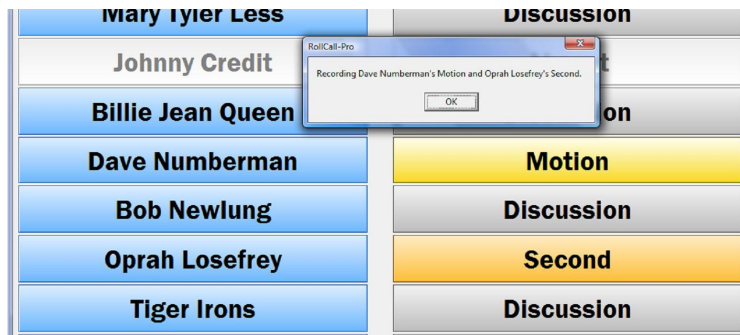 Mary Tyler Less
Discussion
RollCall-Pro
Recording Dave Numberman's Motion and Oprah Losefrey's Second.
OK
Johnny Credit
Billie Jean Queen
Dave Numberman
Motion
Bob Newlung
Discussion
Oprah Losefrey
Second
Tiger Irons
Discussion